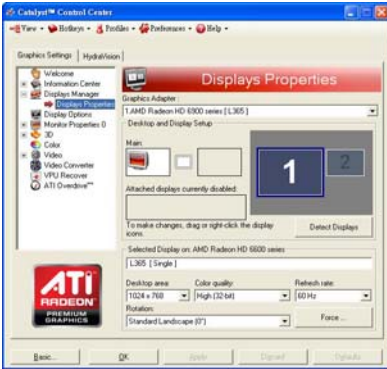 Catalyst™ Control Center
View
Hotkeys
Profiles
Preferences
Help
Graphics Settings
HydraVision
Welcome
Information Center
Displays Manager
Displays Properties
Display Options
Monitor Properties 0
3D
Color
Video
Video Converter
VPU Recover
ATI Overdrive™
ATI
RADEON
PREMIUM
GRAPHICS
Displays Properties
Graphics Adapter:
1.AMD Radeon HD 6900 series [ L365 ]
Desktop and Display Setup
Main:
1
2
Attached displays currently disabled:
To make changes, drag or right-click the display
icons.
Detect Displays
Selected Display on: AMD Radeon HD 6600 series
L365 [ Single ]
Desktop area:
Color quality:
Refresh rate:
1024 x 768
High (32-bit)
60 Hz
Rotation:
Standard Landscape (0°)
Force ...
Basic...
OK
Apply
Defaults